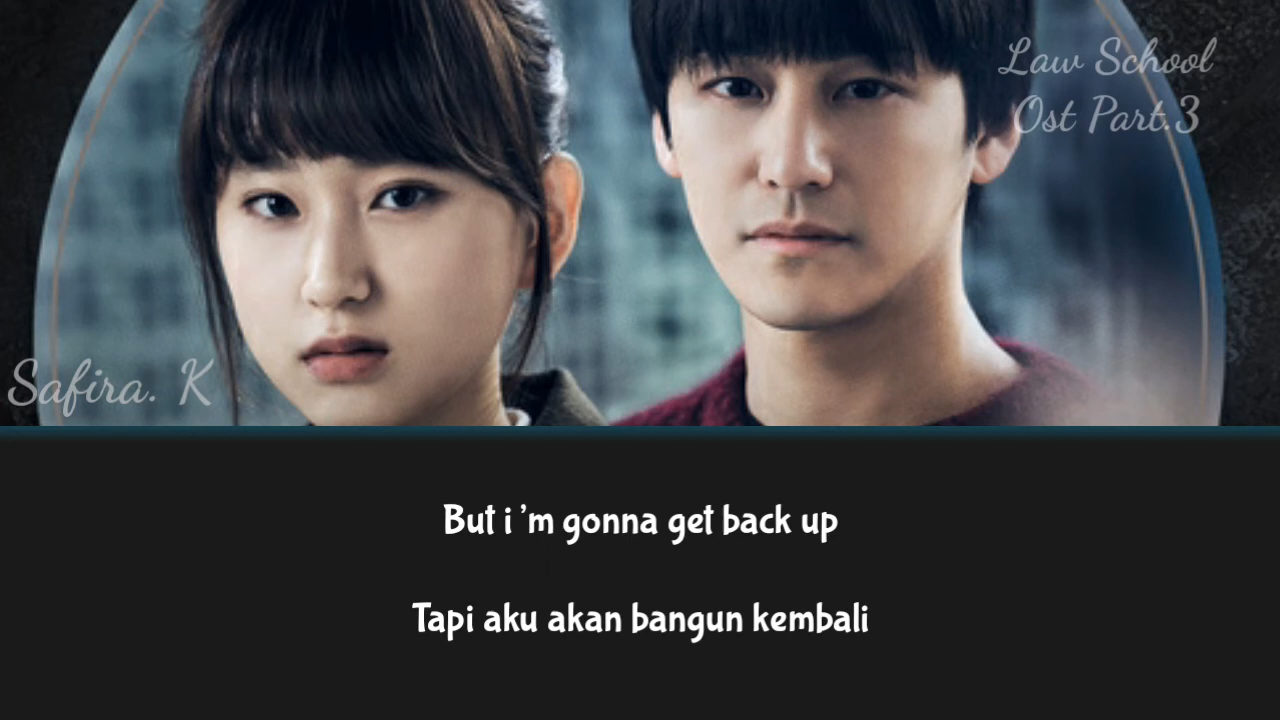 Law School
Ost Part.3
Safira. K
But i 'm gonna get back up
Tapi aku akan bangun kembali